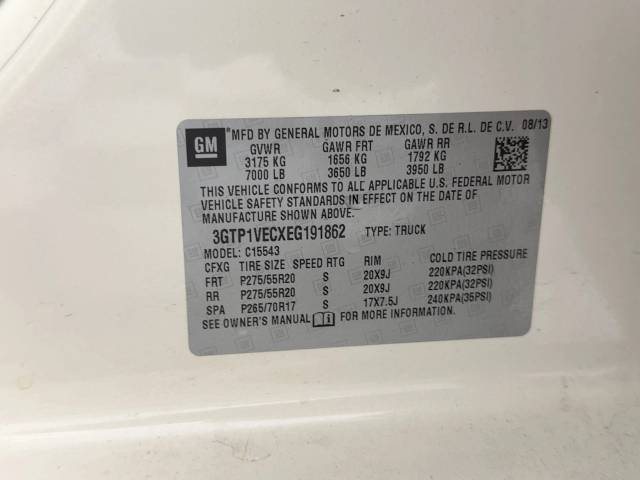 GM MFD BY GENERAL MOTORS DE MEXICO, S. DE R.L. DE C.V. 08/13
GVWR GAWR FRT GAWR RR
3175 KG 1656 KG 1792 KG
7000 LB 3650 LB 3950 LB
THIS VEHICLE CONFORMS TO ALL APPLICABLE U.S. FEDERAL MOTOR
VEHICLE SAFETY STANDARDS IN EFFECT ON THE DATE OF
MANUFACTURE SHOWN ABOVE.
3GTP1VECXEG191862 TYPE: TRUCK
MODEL: C15543
CFXG TIRE SIZE SPEED RTG RIM COLD TIRE PRESSURE
FRT P275/55R20 S 20X9J 220KPA(32PSI)
RR P275/55R20 S 20X9J 220KPA(32PSI)
SPA P265/70R17 S 17X7.5J 240KPA(35PSI)
SEE OWNER'S MANUAL FOR MORE INFORMATION.